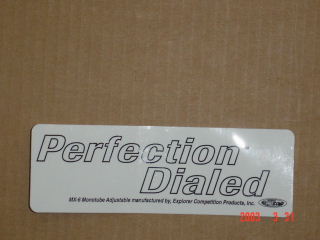 Perfection
Dialed
MX-6 Monotube Adjustable manufactured by, Explorer Competition Products, Inc.
2003 3 31